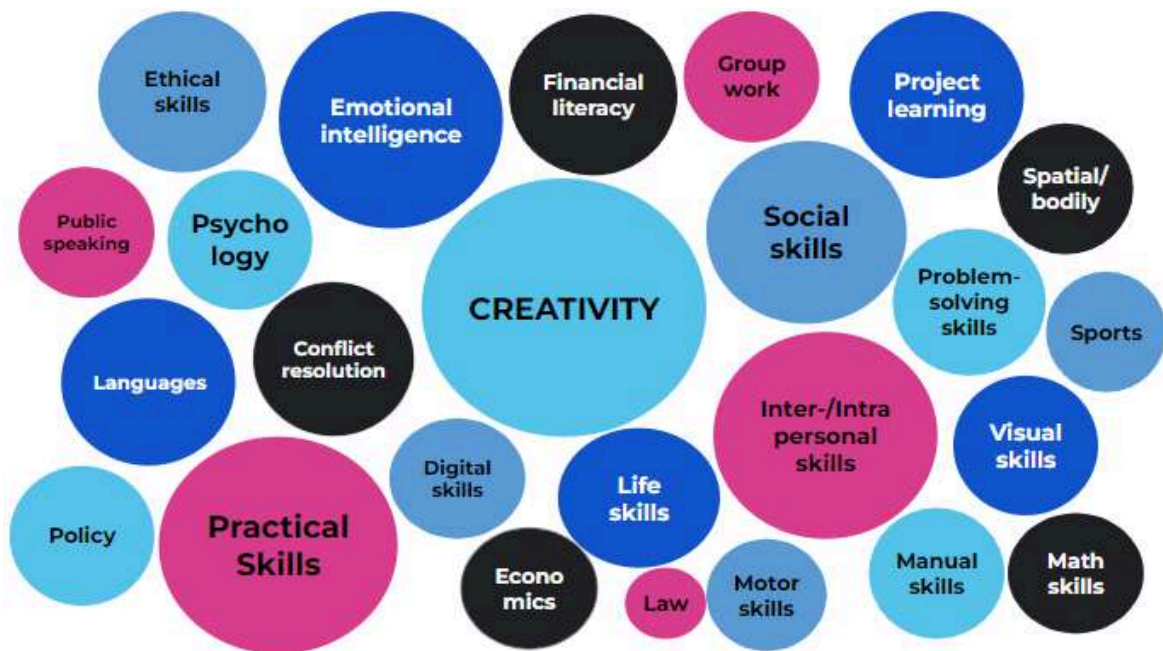 Ethical
skills
Emotional
intelligence
Financial
literacy
Group
work
Project
learning
Spatial/
bodily
Public
speaking
Psycho
logy
CREATIVITY
Social
skills
Problem-
solving
skills
Sports
Languages
Conflict
resolution
Inter-/Intra
personal
skills
Visual
skills
Policy
Practical
Skills
Digital
skills
Life
skills
Econo
mics
Law
Motor
skills
Manual
skills
Math
skills